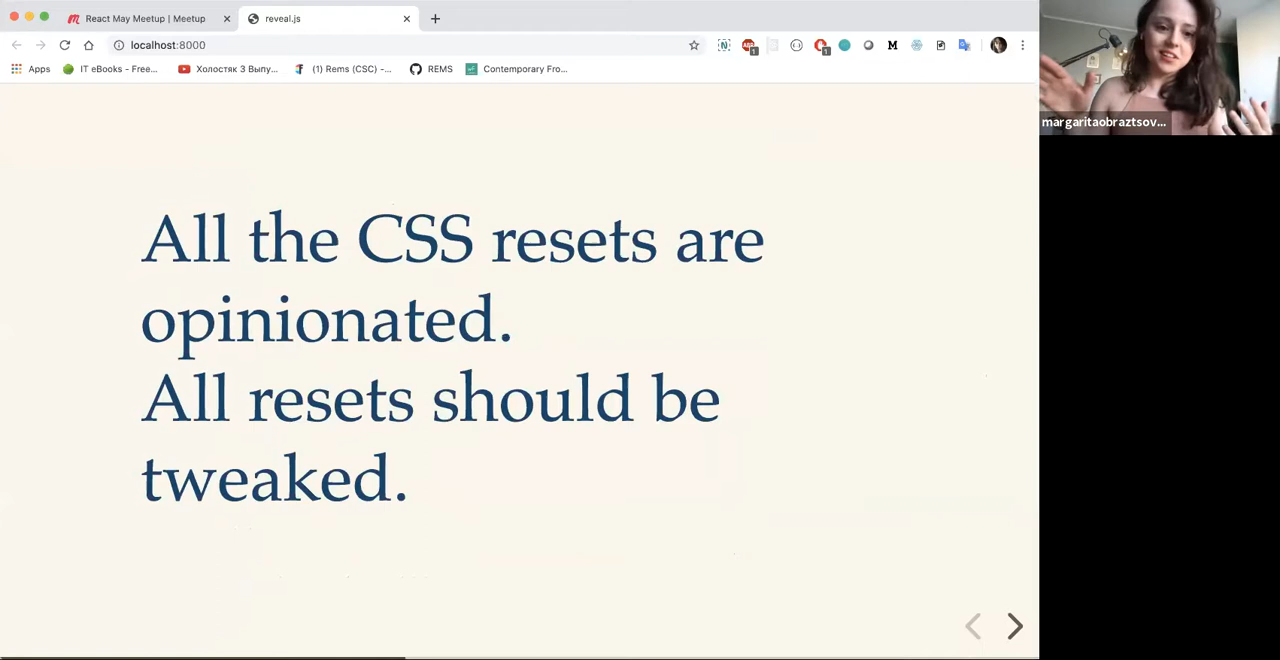 React May Meetup | Meetup
reveal.js
localhost:8000
Apps
IT eBooks - Free...
Холостяк 3 Выпу...
(1) Rems (CSC) -...
REMS
Contemporary Fro...
margaritaobraztsov...
All the CSS resets are
opinionated.
All resets should be
tweaked.